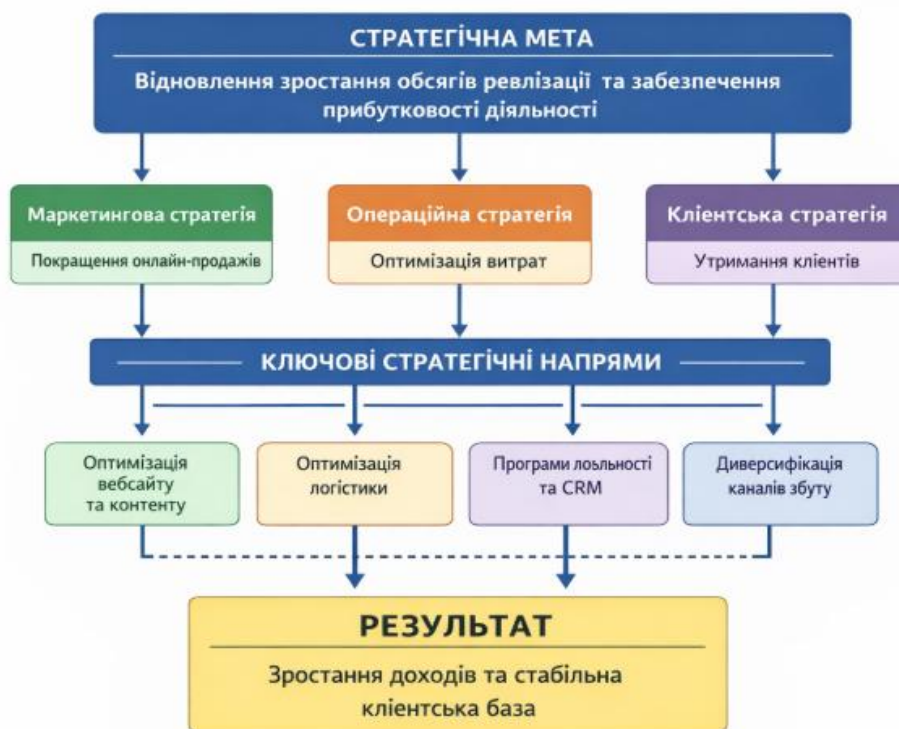 СТРАТЕГІЧНА МЕТА
Відновлення зростання обсягів ревлізації та забезпечення
прибутковості діяльності
Маркетингова стратегія
Покращення онлайн-продажів
Операційна стратегія
Оптимізація витрат
Клієнтська стратегія
Утримання клієнтів
КЛЮЧОВІ СТРАТЕГІЧНІ НАПРЯМИ
Оптимізація
вебсайту
та контенту
Оптимізація
логістики
Програми лояльності
та CRM
Диверсифікація
каналів збуту
РЕЗУЛЬТАТ
Зростання доходів та стабільна
клієнтська база